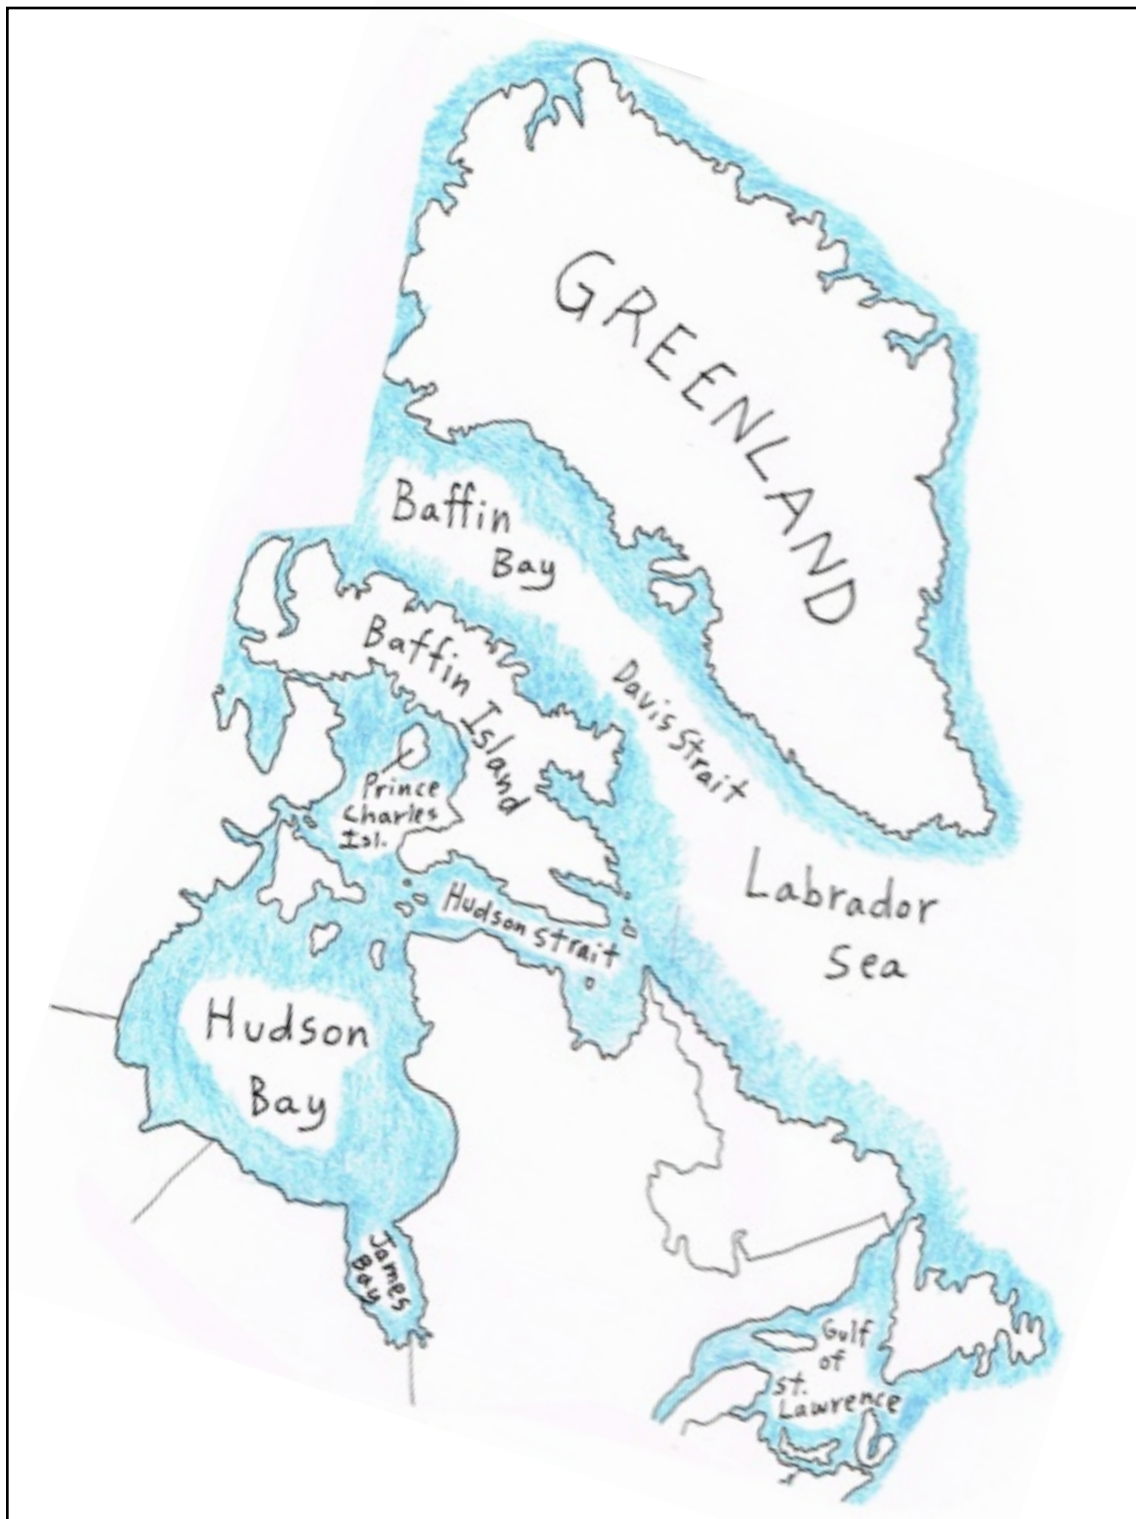 GREENLAND
Baffin
Bay
Baffin Island
Davis Strait
Prince
Charles
Isl.
Labrador
Sea
Hudson Strait
Hudson
Bay
James
Bay
Gulf
of
St.
Lawrence